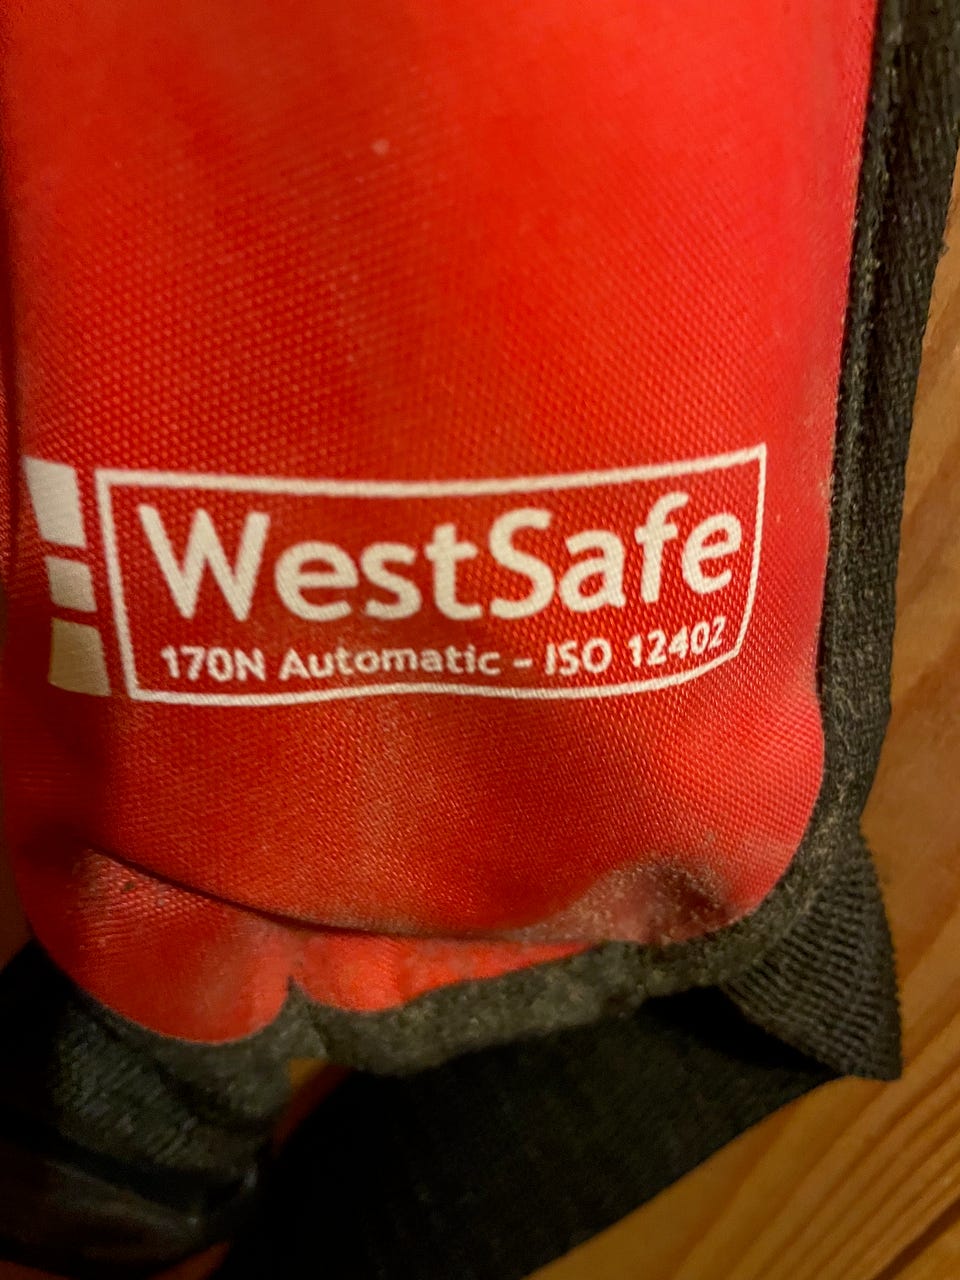 WestSafe
170N Automatic - ISO 12402